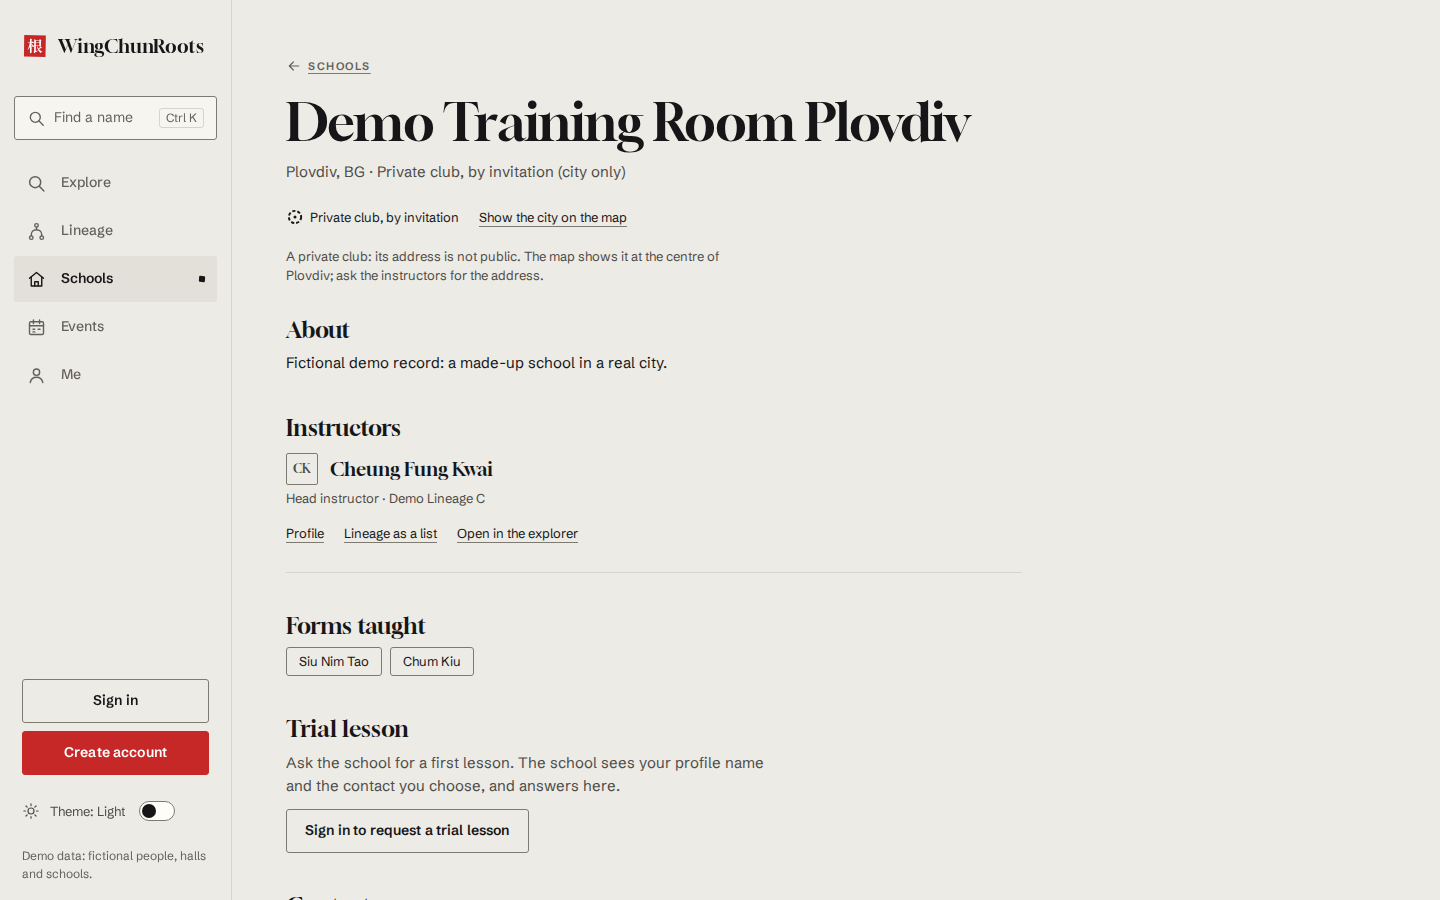 根 WingChunRoots
Find a name Ctrl K
Explore
Lineage
Schools
Events
Me
Sign in
Create account
Theme: Light
Demo data: fictional people, halls
and schools.
SCHOOLS
Demo Training Room Plovdiv
Plovdiv, BG · Private club, by invitation (city only)
Private club, by invitation Show the city on the map
A private club: its address is not public. The map shows it at the centre of
Plovdiv; ask the instructors for the address.
About
Fictional demo record: a made-up school in a real city.
Instructors
CK Cheung Fung Kwai
Head instructor · Demo Lineage C
Profile Lineage as a list Open in the explorer
Forms taught
Siu Nim Tao Chum Kiu
Trial lesson
Ask the school for a first lesson. The school sees your profile name
and the contact you choose, and answers here.
Sign in to request a trial lesson